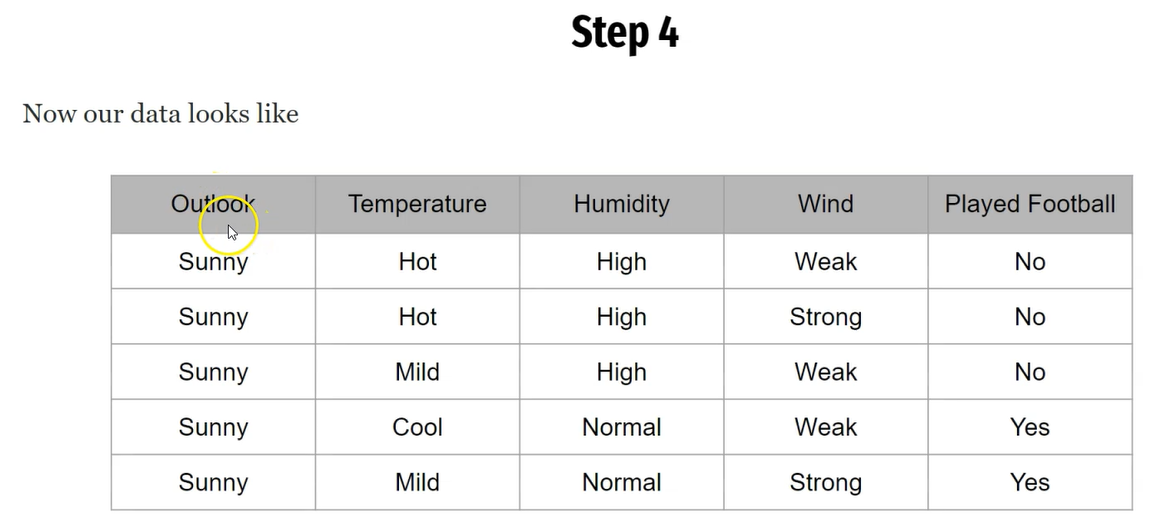 Step 4
Now our data looks like
Outlook Temperature Humidity Wind Played Football
Sunny Hot High Weak No
Sunny Hot High Strong No
Sunny Mild High Weak No
Sunny Cool Normal Weak Yes
Sunny Mild Normal Strong Yes